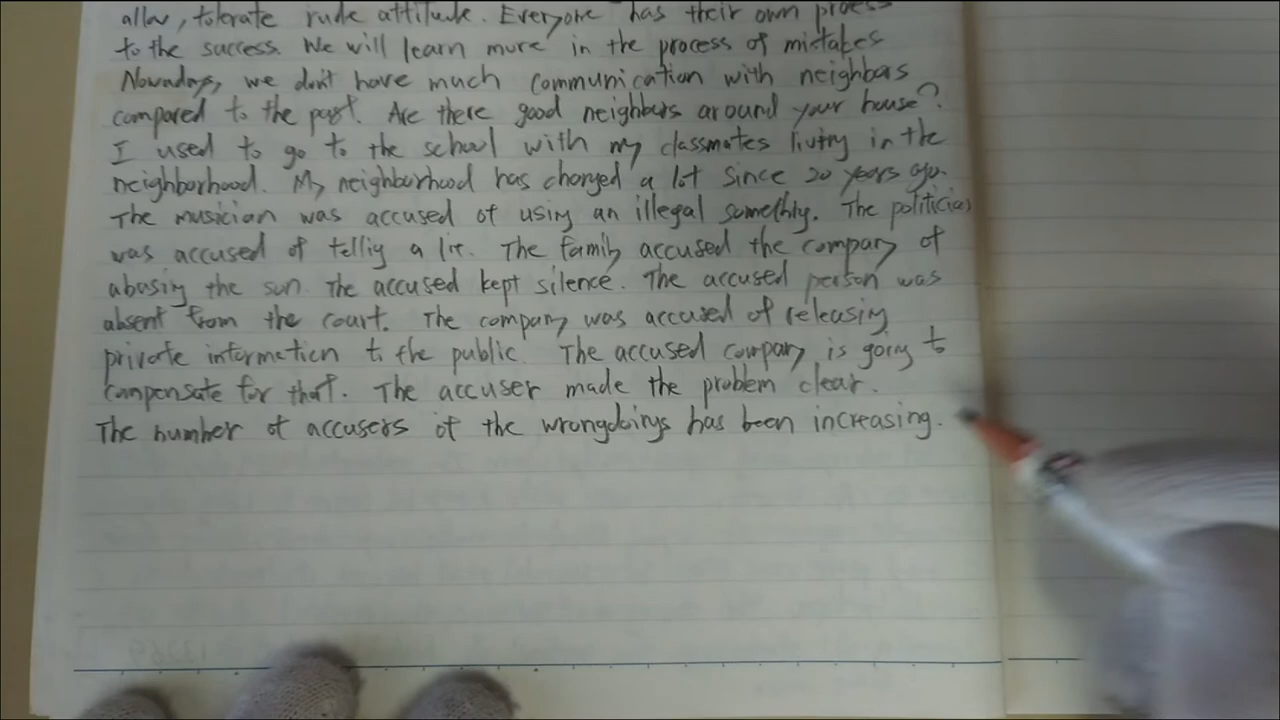 allow, tolerate rude attitude. Everyone has their own process
to the success. We will learn more in the process of mistakes
Nowadays, we don't have much communication with neighbors
compared to the past. Are there good neighbors around your house?
I used to go to the school with my classmates living in the
neighborhood. My neighborhood has changed a lot since 20 years ago.
The musician was accused of using an illegal something. The politician
was accused of telling a lie. The family accused the company of
abusing the son. The accused kept silence. The accused person was
absent from the court. The company was accused of releasing
private information to the public. The accused company is going to
compensate for that. The accuser made the problem clear.
The number of accusers of the wrongdoings has been increasing.